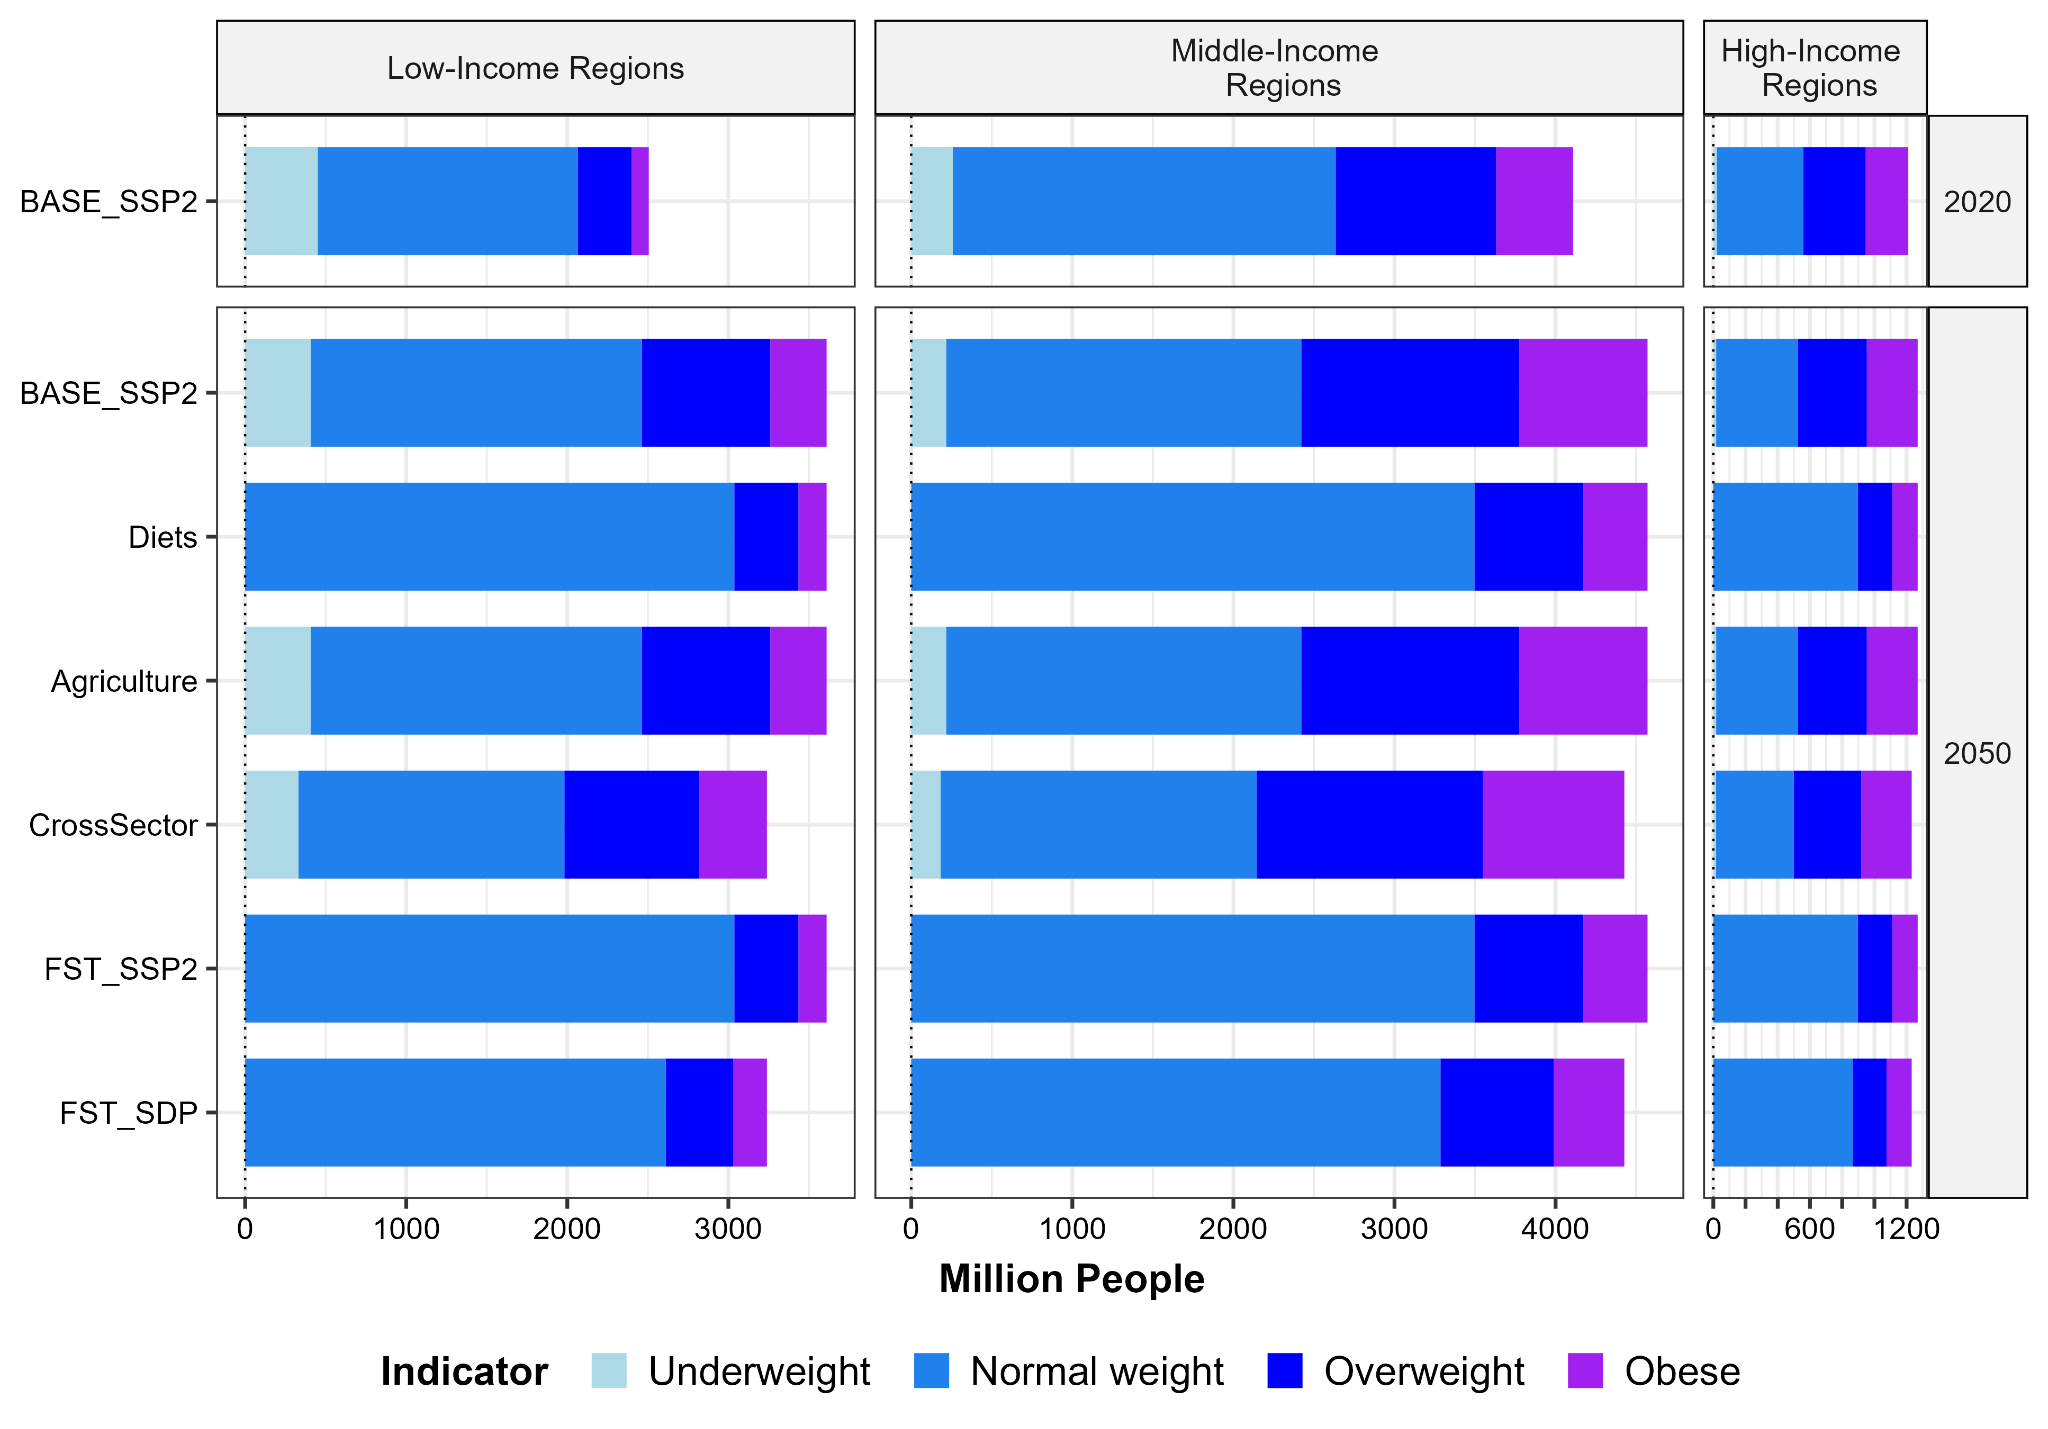 Low-Income Regions
Middle-Income
Regions
High-Income
Regions
BASE_SSP2
2020
BASE_SSP2
Diets
Agriculture
CrossSector
FST_SSP2
FST_SDP
2050
0 1000 2000 3000
0 1000 2000 3000 4000
0 600 1200
Million People
Indicator Underweight Normal weight Overweight Obese